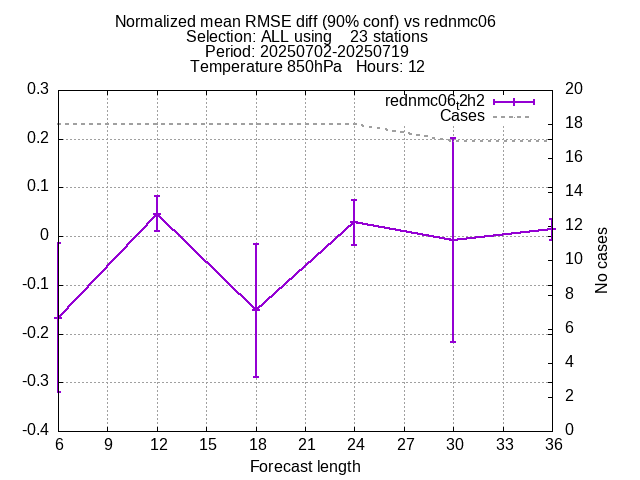 Normalized mean RMSE diff (90% conf) vs rednmc06
Selection: ALL using    23 stations
Period: 20250702-20250719
Temperature 850hPa   Hours: 12
rednmc06_t2h2
Cases
0.3
0.2
0.1
0
-0.1
-0.2
-0.3
-0.4
20
18
16
14
12
10
8
6
4
2
0
No cases
6 9 12 15 18 21 24 27 30 33 36
Forecast length